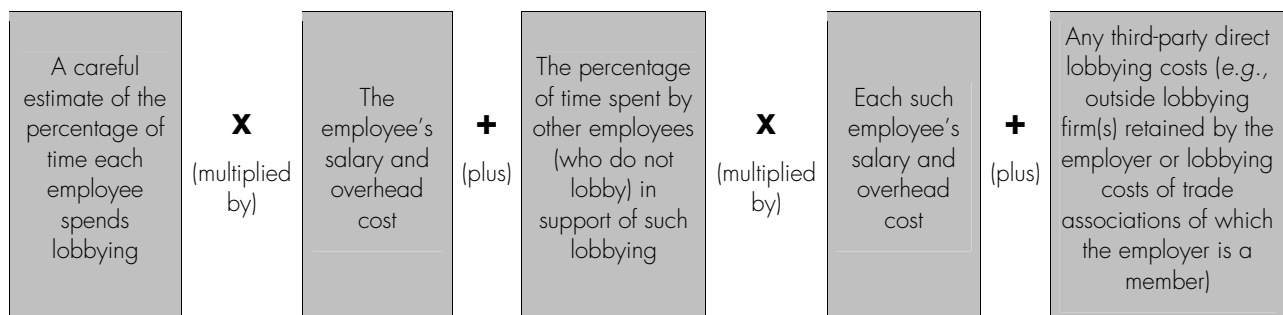 A careful
estimate of the
percentage of
time each
employee
spends
lobbying
x
(multiplied
by)
The
employee's
salary and
overhead
cost
+
(plus)
The percentage
of time spent by
other employees
(who do not
lobby) in
support of such
lobbying
x
(multiplied
by)
Each such
employee's
salary and
overhead
cost
+
(plus)
Any third-party direct
lobbying costs (e.g.,
outside lobbying
firm(s) retained by the
employer or lobbying
costs of trade
associations of which
the employer is a
member)